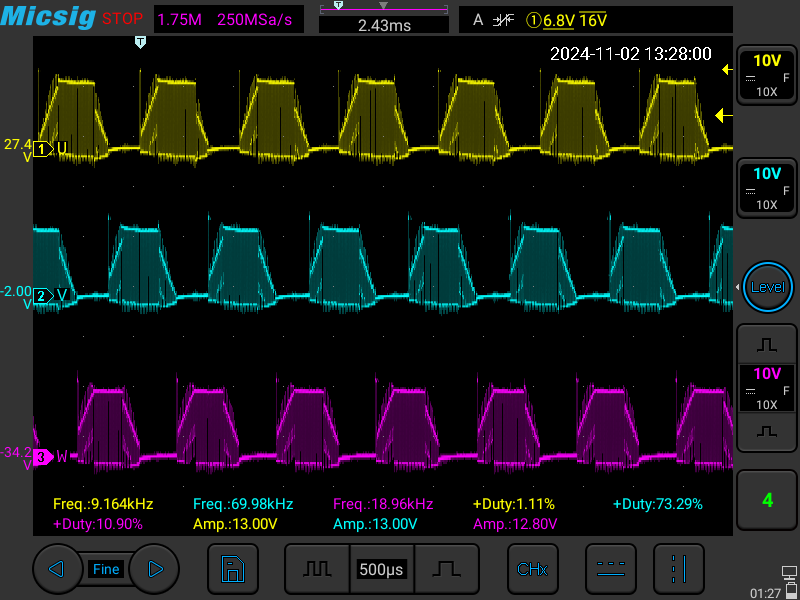 Micsig STOP 1.75M 250MSa/s T 2.43ms A ①6.8V 16V
T
2024-11-02 13:28:00
10V
F
10X
27.4
V
1 U
10V
F
10X
-2.00
V
2 V
Level
10V
F
10X
-34.2
V
3 W
Freq.:9.164kHz Freq.:69.98kHz Freq.:18.96kHz +Duty:1.11% +Duty:73.29%
+Duty:10.90% Amp.:13.00V Amp.:13.00V Amp.:12.80V
4
Fine 500µs CHx
01:27